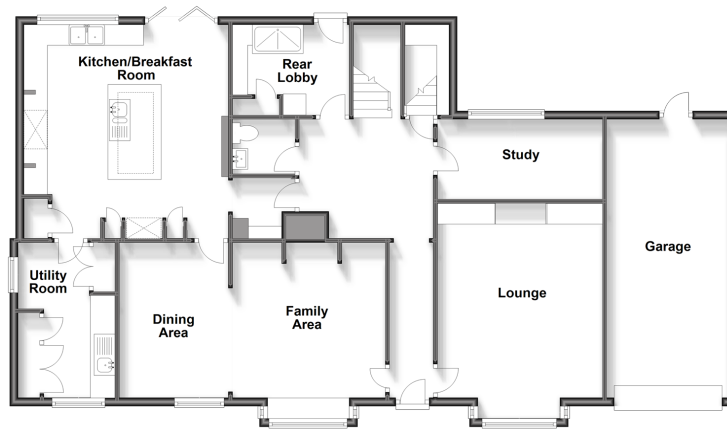 Kitchen/Breakfast
Room
Rear
Lobby
Study
Garage
Utility
Room
Lounge
Dining
Area
Family
Area